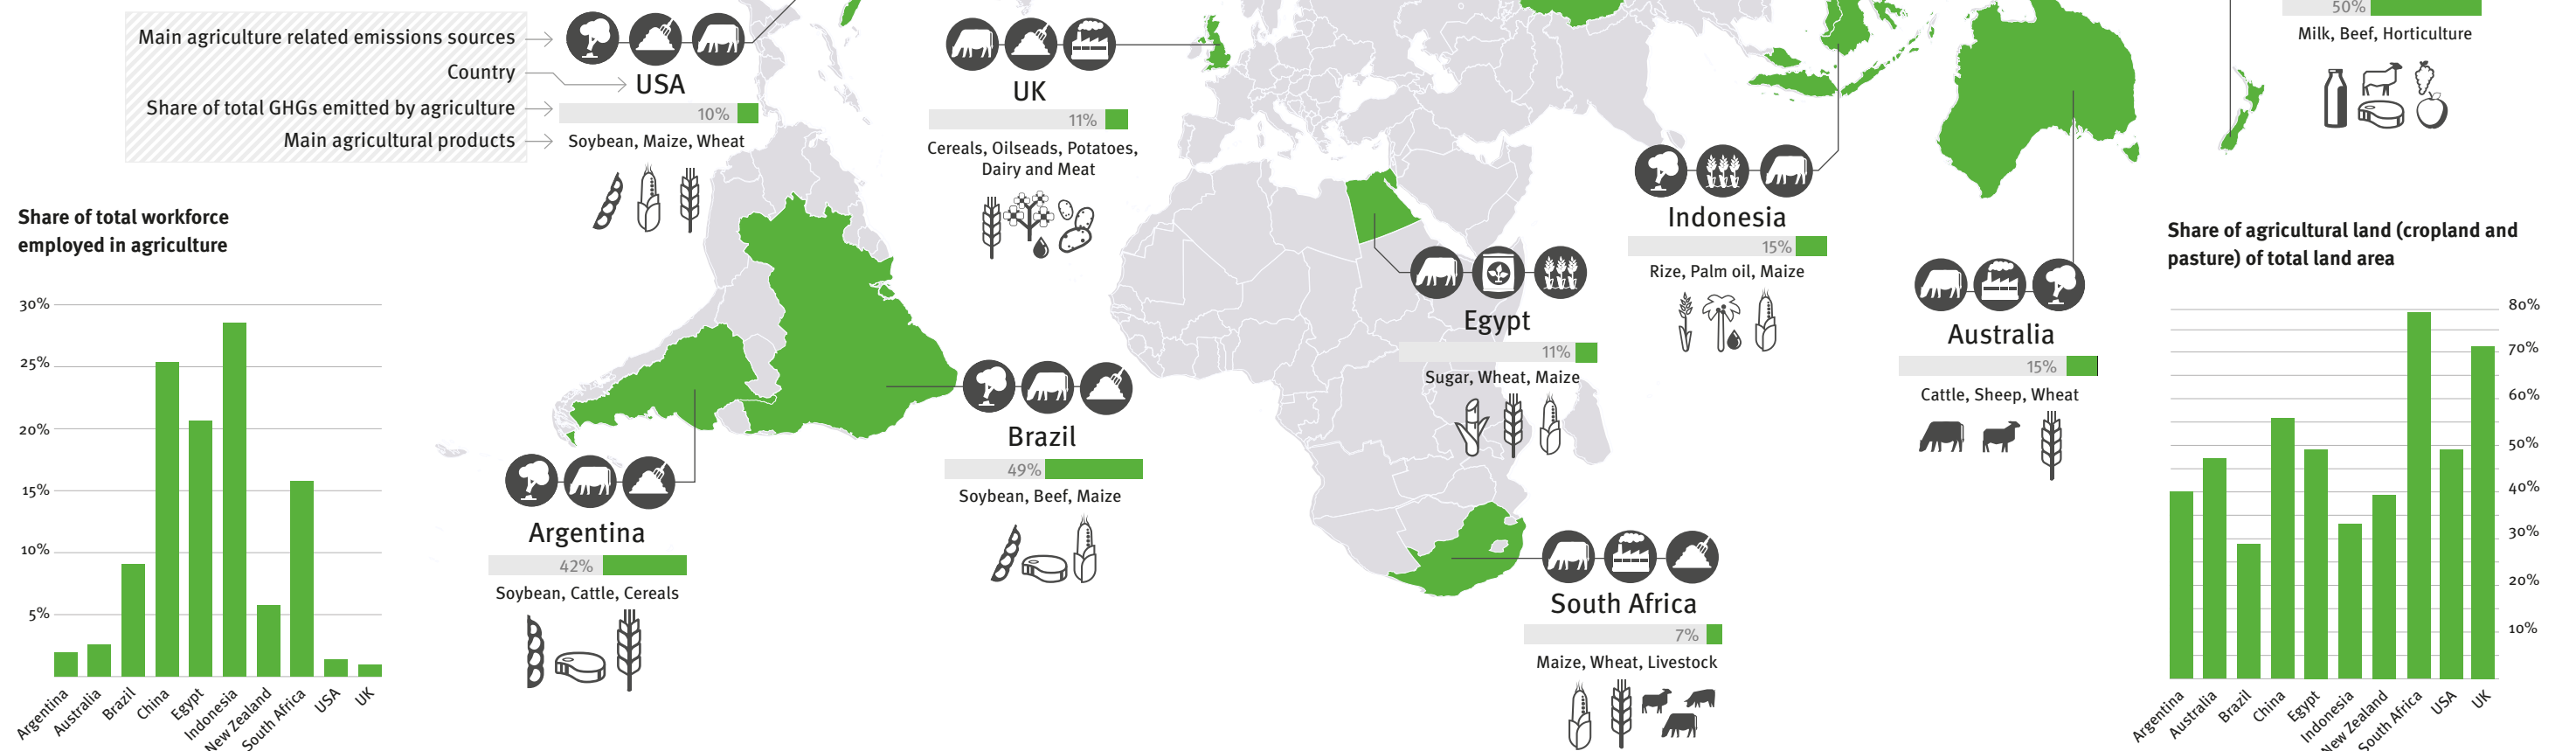 Main agriculture related emissions sources
Country
Share of total GHGs emitted by agriculture
Main agricultural products
USA
10%
Soybean, Maize, Wheat
UK
11%
Cereals, Oilseeds, Potatoes,
Dairy and Meat
50%
Milk, Beef, Horticulture
Indonesia
15%
Rize, Palm oil, Maize
Egypt
11%
Sugar, Wheat, Maize
Australia
15%
Cattle, Sheep, Wheat
Brazil
49%
Soybean, Beef, Maize
Argentina
42%
Soybean, Cattle, Cereals
South Africa
7%
Maize, Wheat, Livestock
Share of total workforce
employed in agriculture
30%
25%
20%
15%
10%
5%
Argentina
Australia
Brazil
China
Egypt
Indonesia
New Zealand
South Africa
USA
UK
Share of agricultural land (cropland and
pasture) of total land area
80%
70%
60%
50%
40%
30%
20%
10%
Argentina
Australia
Brazil
China
Egypt
Indonesia
New Zealand
South Africa
USA
UK